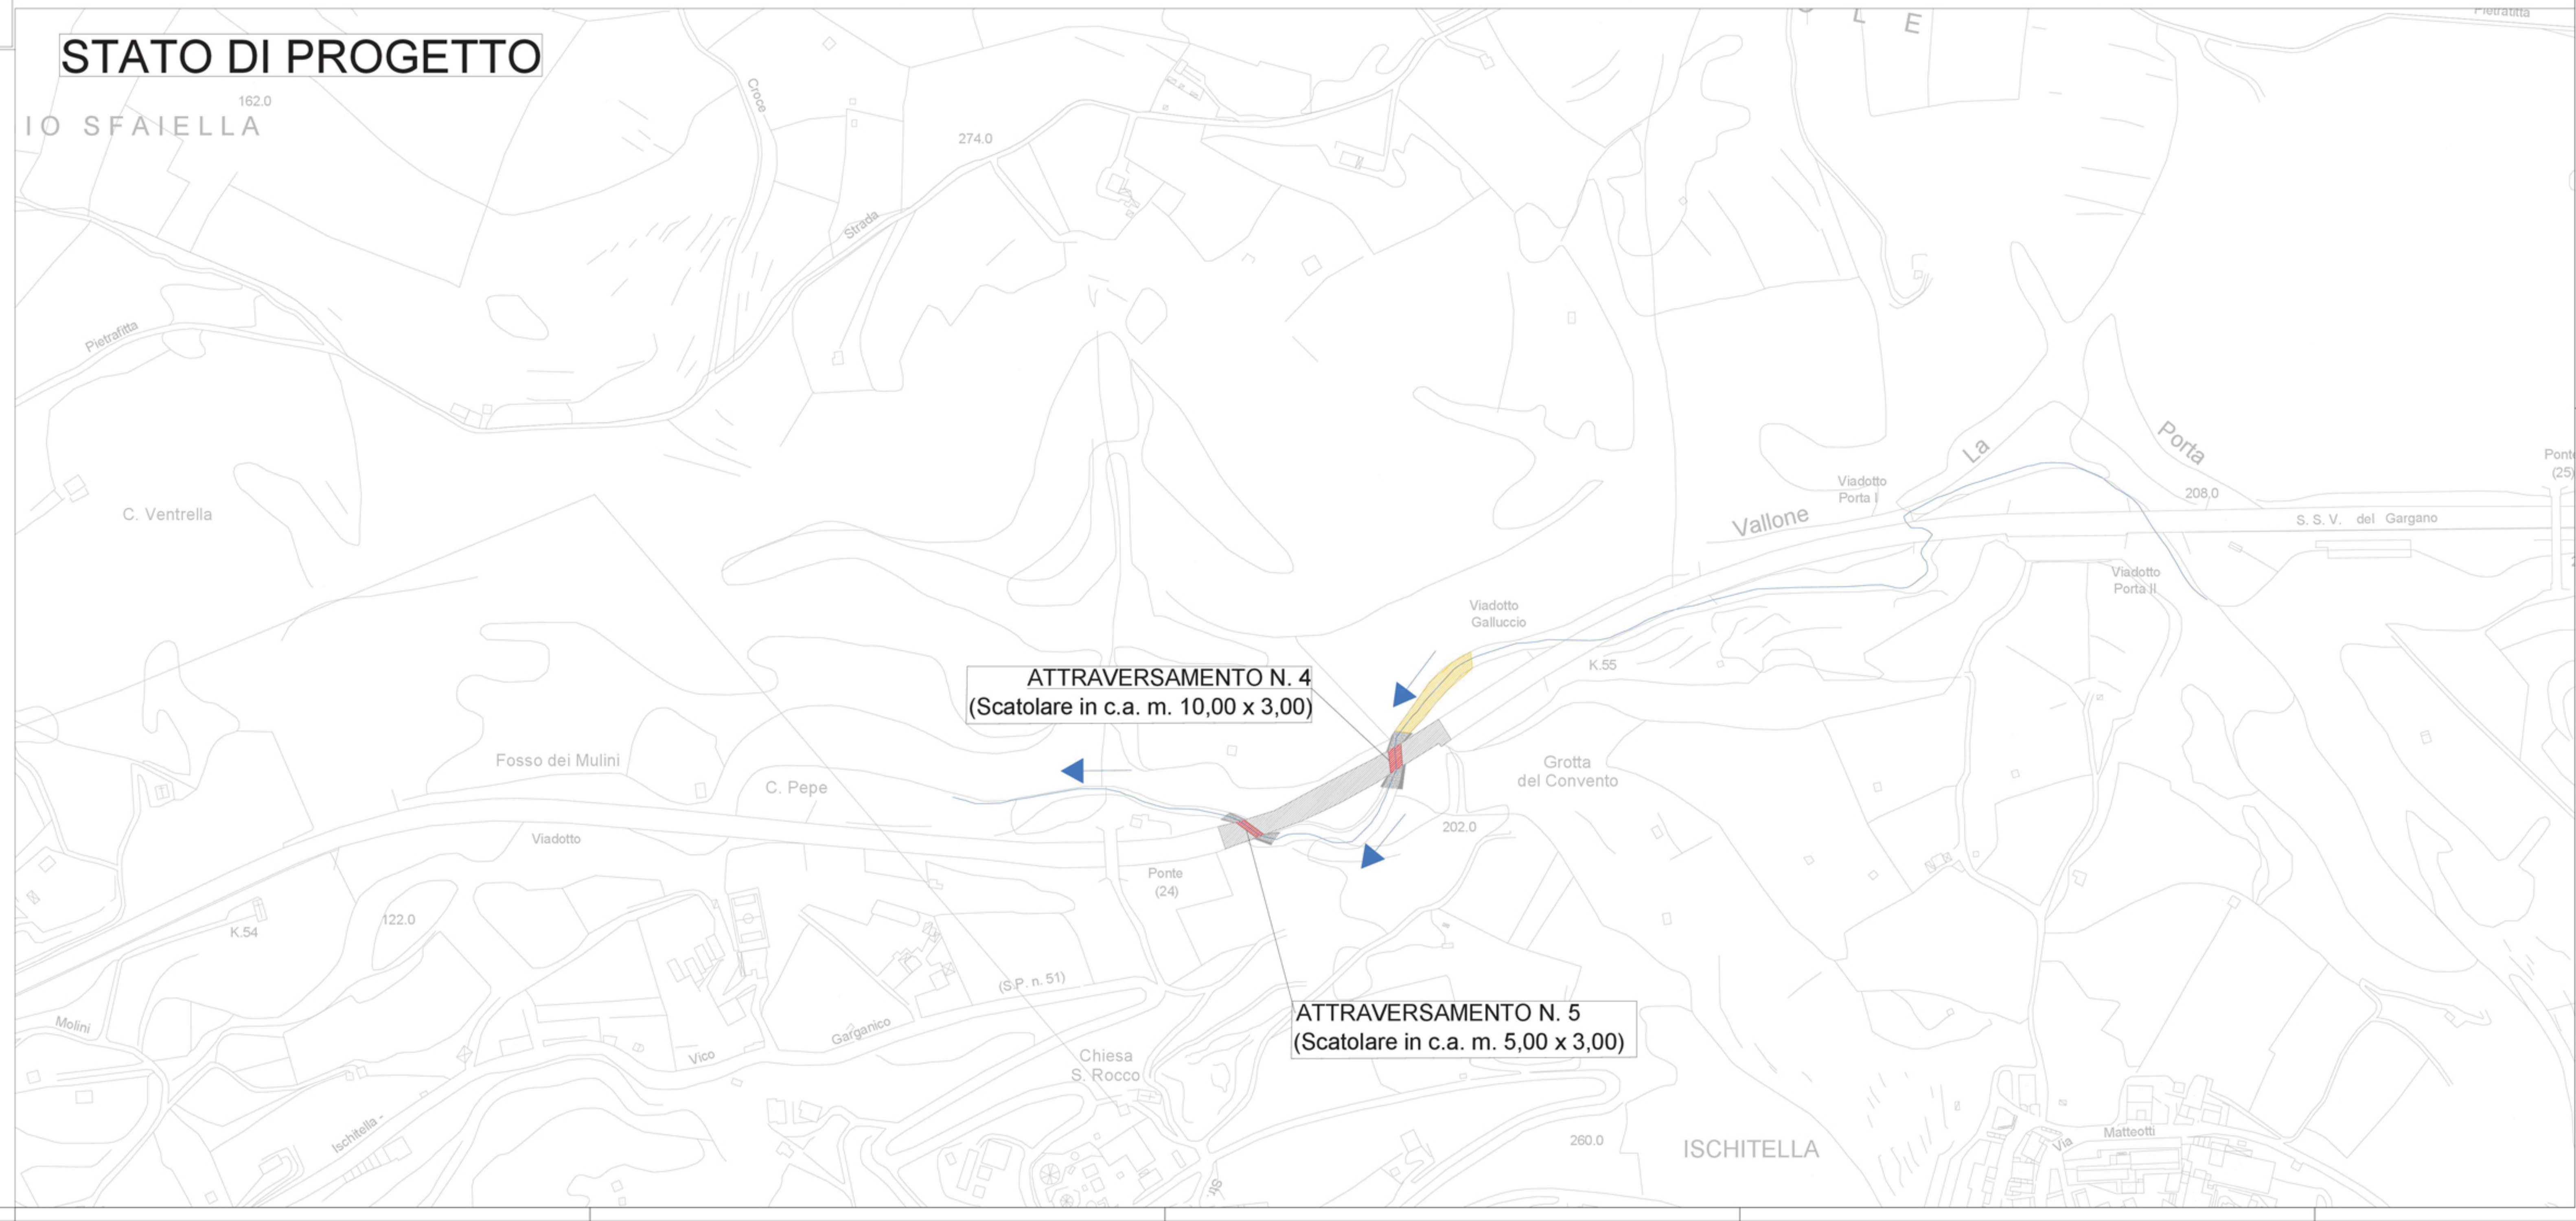 STATO DI PROGETTO
L E
Pietrafitta
162.0
IO SFAIELLA
Croce
274.0
Strada
Pietrafitta
Porta
La
Viadotto
Porta I
C. Ventrella
Vallone
208.0
S. S. V. del Gargano
(25)
Viadotto
Porta II
Viadotto
Galluccio
K.55
ATTRAVERSAMENTO N. 4
(Scatolare in c.a. m. 10,00 x 3,00)
Fosso dei Mulini
C. Pepe
Grotta
del Convento
Viadotto
202.0
Ponte
(24)
122.0
K.54
(S.P. n. 51)
ATTRAVERSAMENTO N. 5
(Scatolare in c.a. m. 5,00 x 3,00)
Molini
Garganico
Vico
Chiesa
S. Rocco
Ischitella -
260.0
ISCHITELLA
Via
Matteotti
Str.